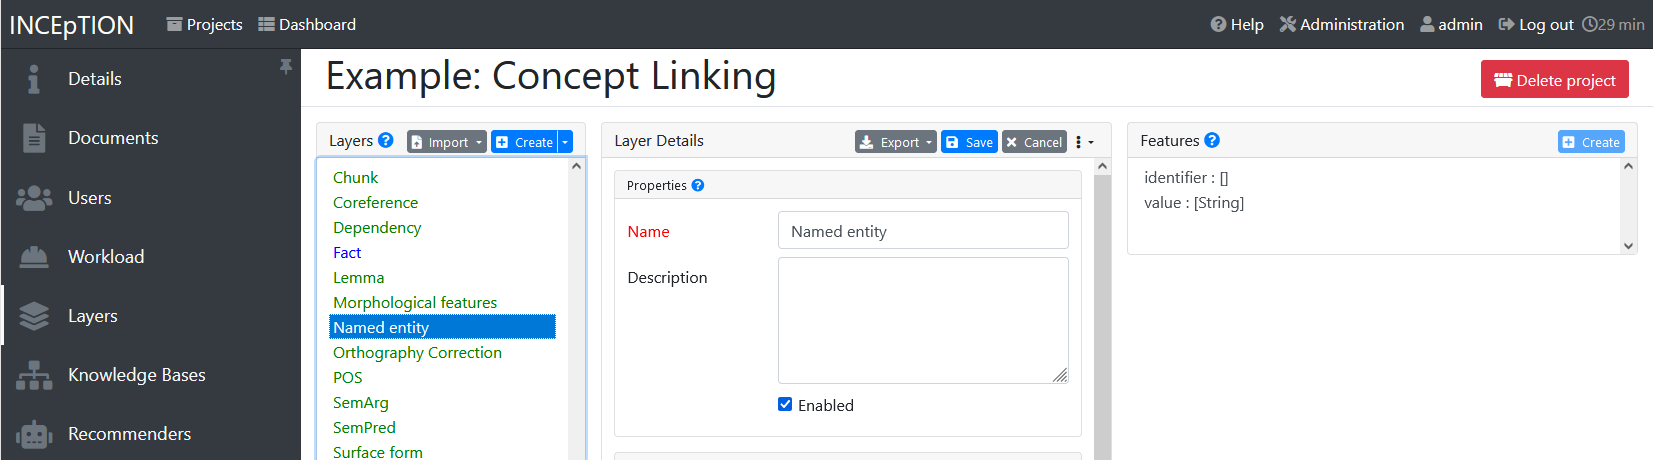 INCEpTION Projects Dashboard Help Administration admin Log out 29 min
Details
Documents
Users
Workload
Layers
Knowledge Bases
Recommenders
Example: Concept Linking
Delete project
Layers Import Create
Chunk
Coreference
Dependency
Fact
Lemma
Morphological features
Named entity
Orthography Correction
POS
SemArg
SemPred
Surface form
Layer Details Export Save Cancel
Properties
Name Named entity
Description
Enabled
Features Create
identifier : []
value : [String]